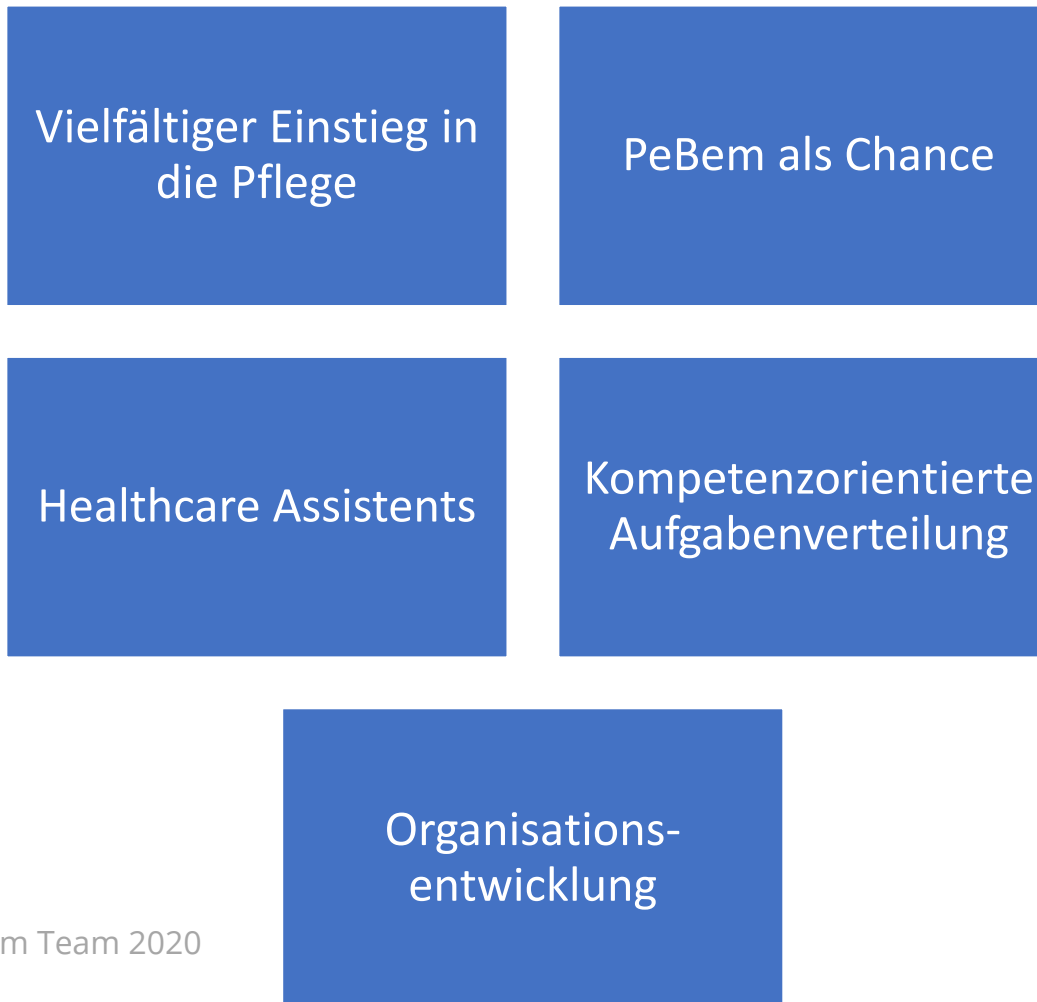 Vielfältiger Einstieg in
die Pflege
PeBem als Chance
Healthcare Assistents
Kompetenzorientierte
Aufgabenverteilung
Organisations-
entwicklung
m Team 2020